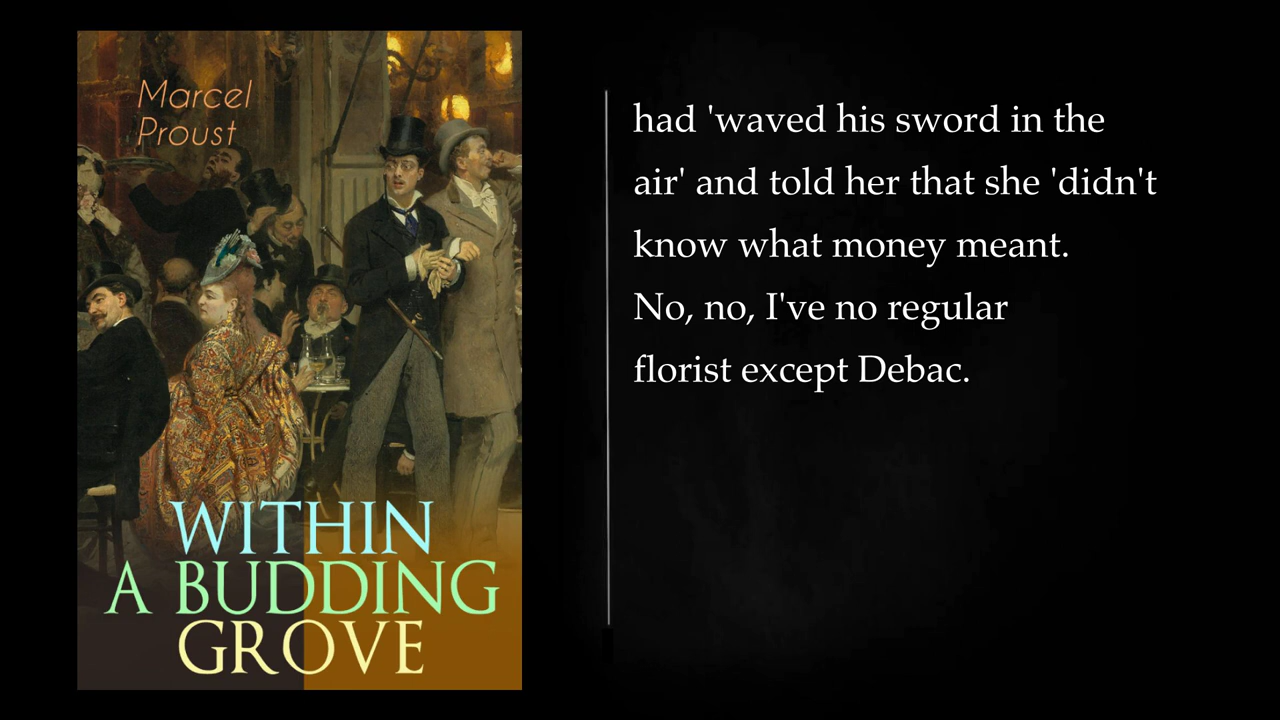 Marcel
Proust
WITHIN
A BUDDING
GROVE
had 'waved his sword in the
air' and told her that she 'didn't
know what money meant.
No, no, I've no regular
florist except Debac.